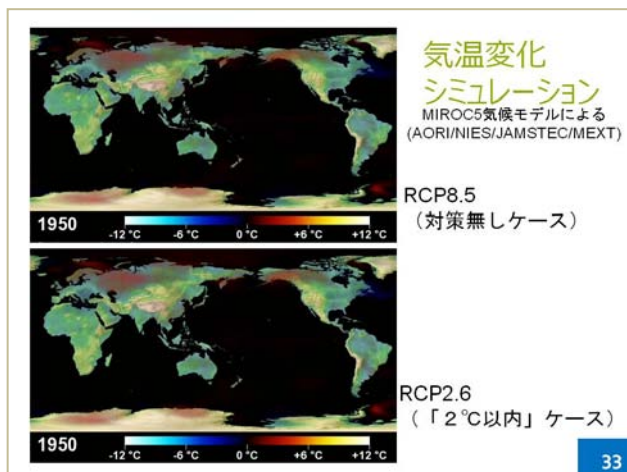 気温変化
シミュレーション
MIROC5気候モデルによる
(AORI/NIES/JAMSTEC/MEXT)
RCP8.5
（対策無しケース）
1950
-12 °C -6 °C 0 °C +6 °C +12 °C
RCP2.6
（「２℃以内」ケース）
1950
-12 °C -6 °C 0 °C +6 °C +12 °C
33